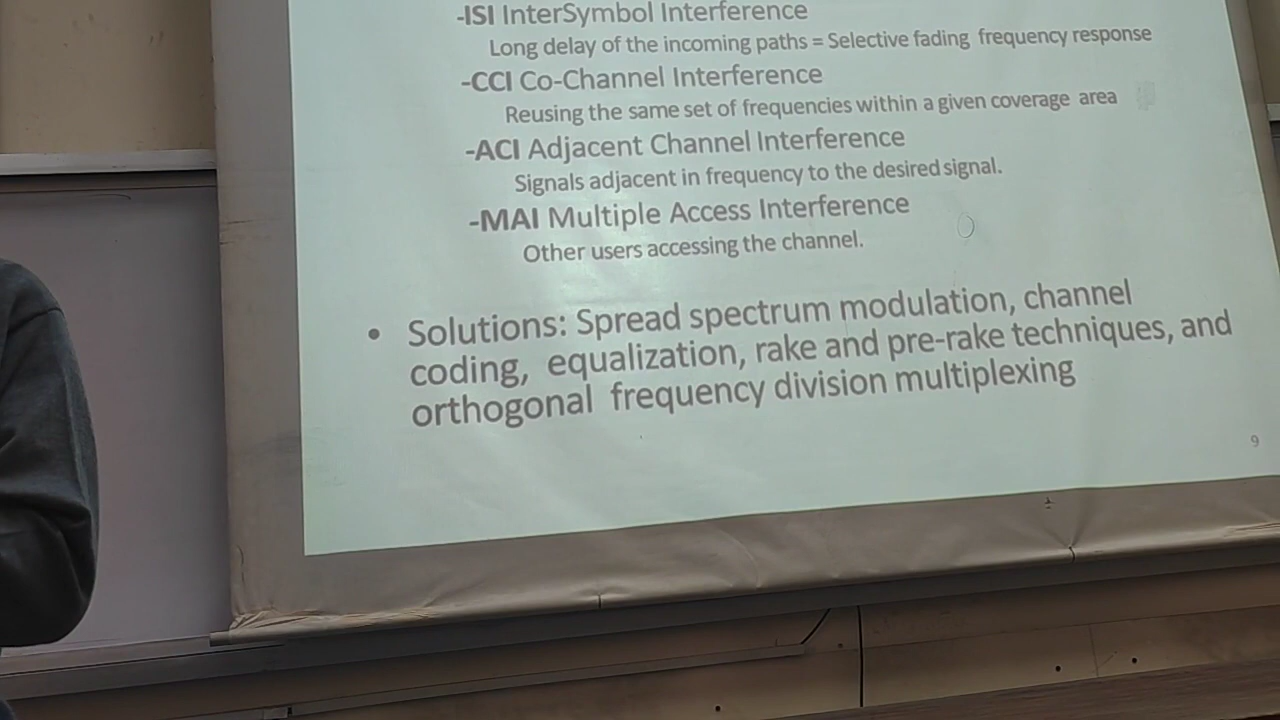 -ISI InterSymbol Interference
Long delay of the incoming paths = Selective fading frequency response
-CCI Co-Channel Interference
Reusing the same set of frequencies within a given coverage area
-ACI Adjacent Channel Interference
Signals adjacent in frequency to the desired signal.
-MAI Multiple Access Interference
Other users accessing the channel.
• Solutions: Spread spectrum modulation, channel
coding, equalization, rake and pre-rake techniques, and
orthogonal frequency division multiplexing
9